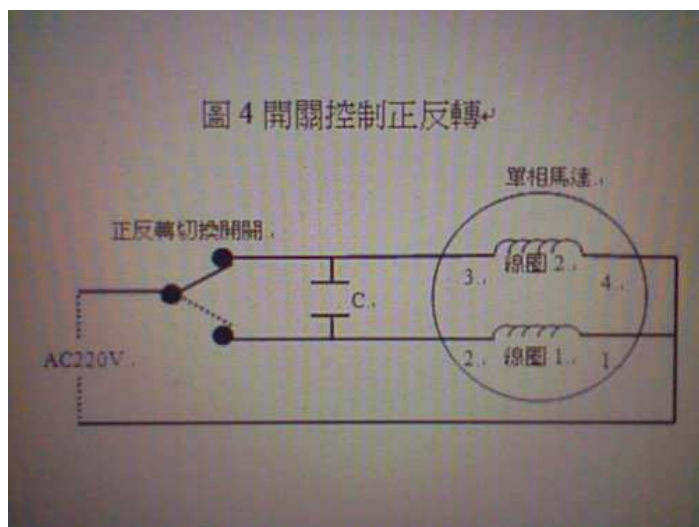 圖 4 開關控制正反轉↵
單相馬達.
正反轉切換開關.
3.. 線圈 2.. 4..
C..
AC220V.
2.. 線圈 1.. 1